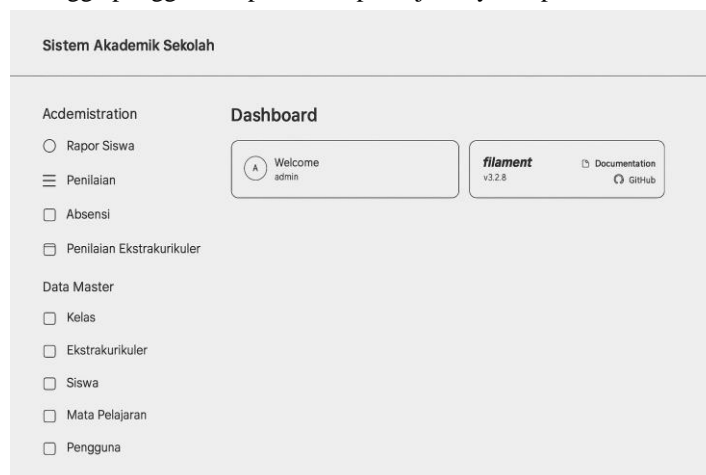 Sistem Akademik Sekolah
Acdemistration
Rapor Siswa
Penilaian
Absensi
Penilaian Ekstrakurikuler
Data Master
Kelas
Ekstrakurikuler
Siswa
Mata Pelajaran
Pengguna
Dashboard
A
Welcome
admin
filament
v3.2.8
Documentation
GitHub